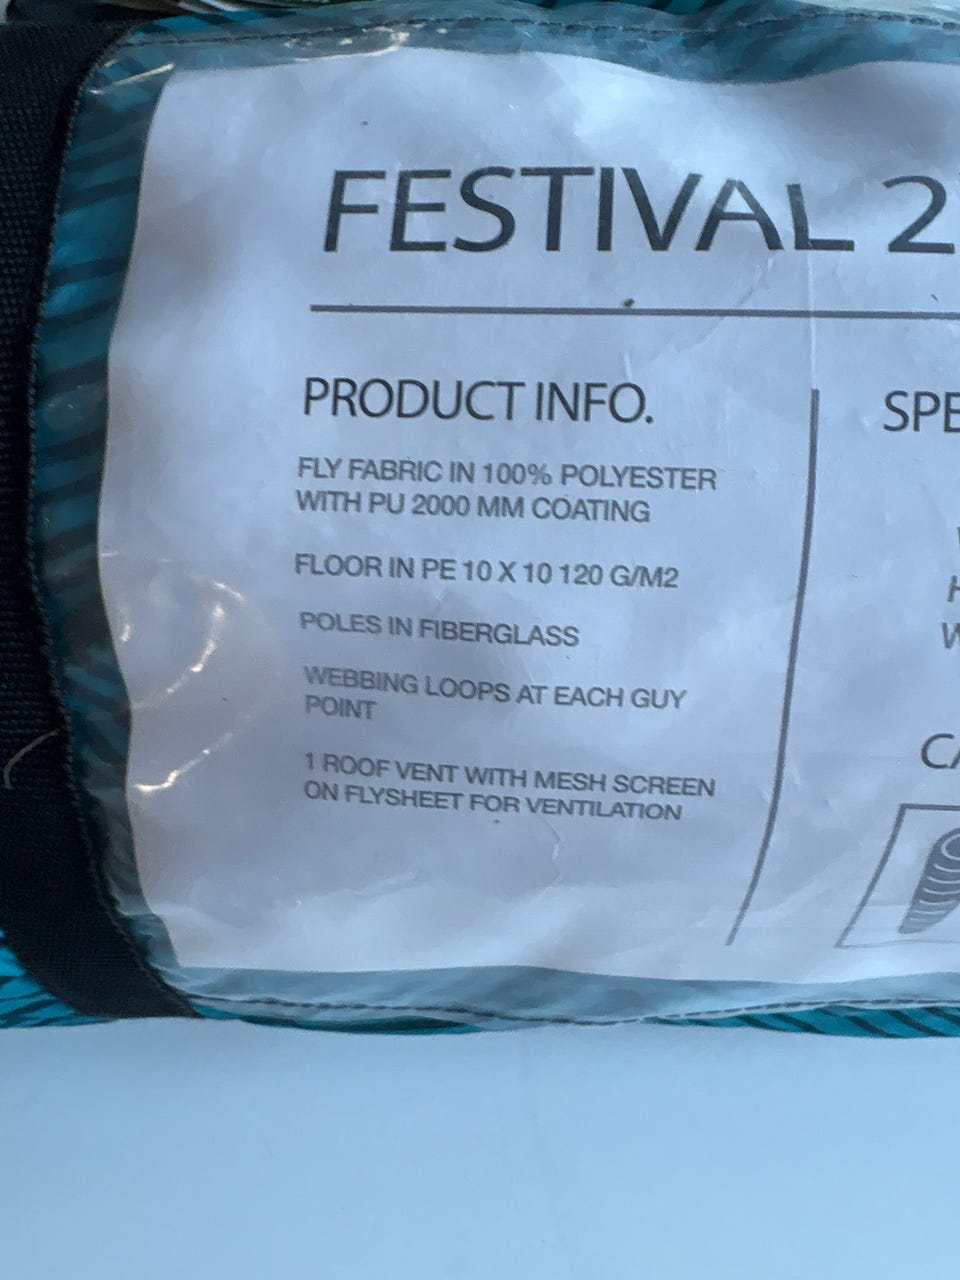 FESTIVAL 2
PRODUCT INFO.
FLY FABRIC IN 100% POLYESTER
WITH PU 2000 MM COATING
FLOOR IN PE 10 X 10 120 G/M2
POLES IN FIBERGLASS
WEBBING LOOPS AT EACH GUY
POINT
1 ROOF VENT WITH MESH SCREEN
ON FLYSHEET FOR VENTILATION
SPE